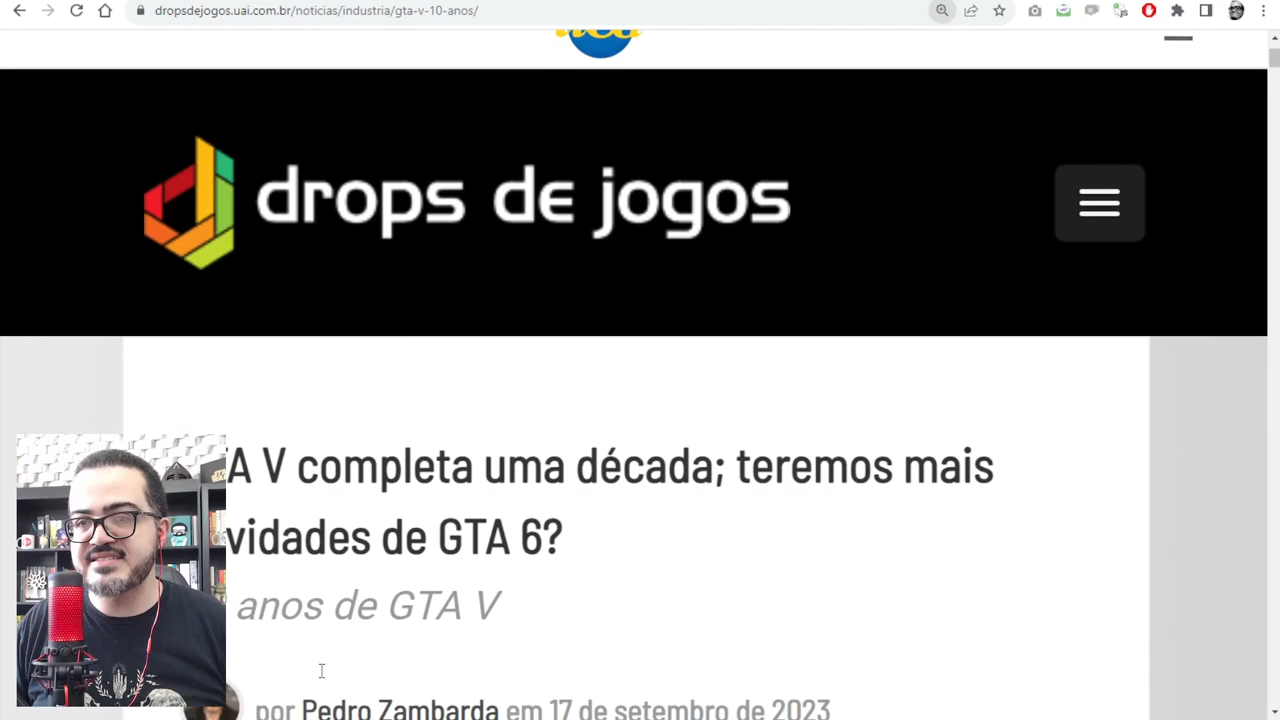 dropsdejogos.uai.com.br/noticias/industria/gta-v-10-anos/
drops de jogos
A V completa uma década; teremos mais
vidades de GTA 6?
anos de GTA V
por Pedro Zambarda em 17 de setembro de 2023